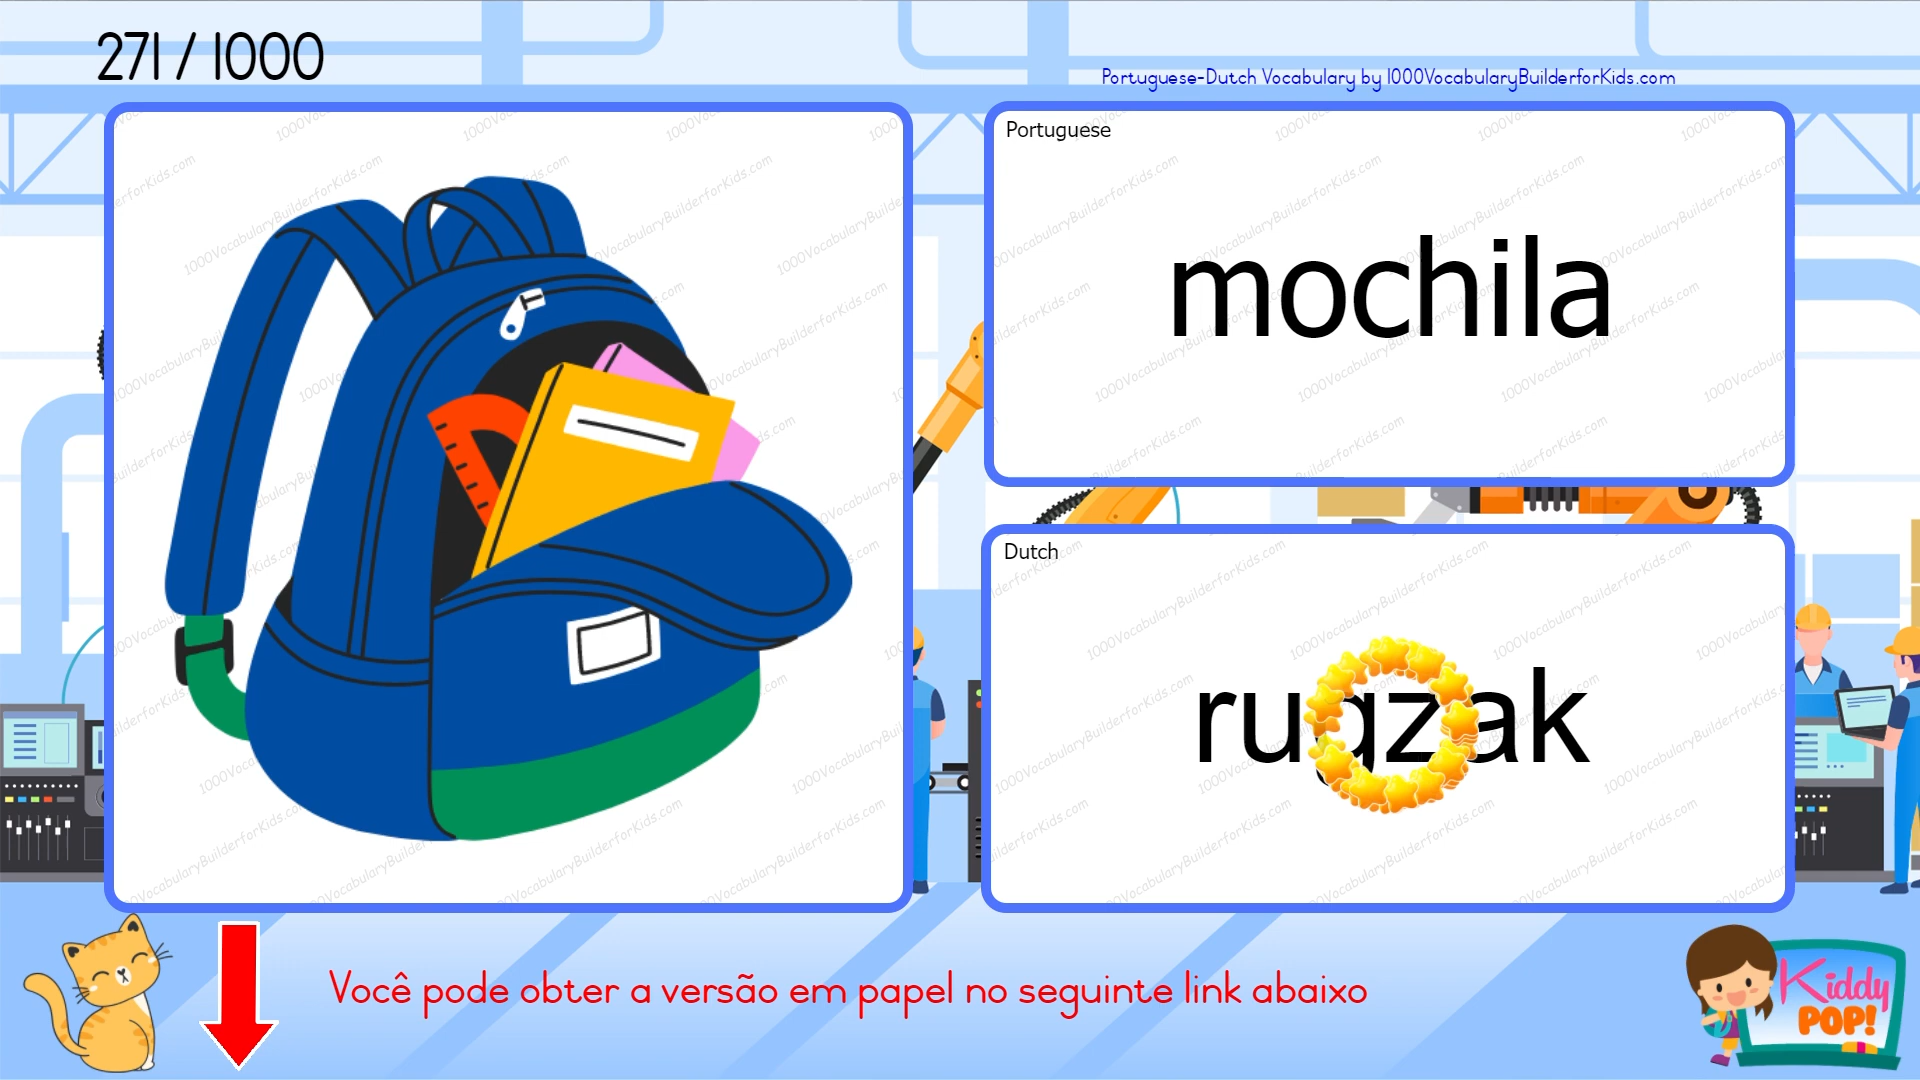 271 / 1000
Portuguese-Dutch Vocabulary by 1000VocabularyBuilderforKids.com
Portuguese
mochila
Dutch
rugzak
Você pode obter a versão em papel no seguinte link abaixo
Kiddy
POP!